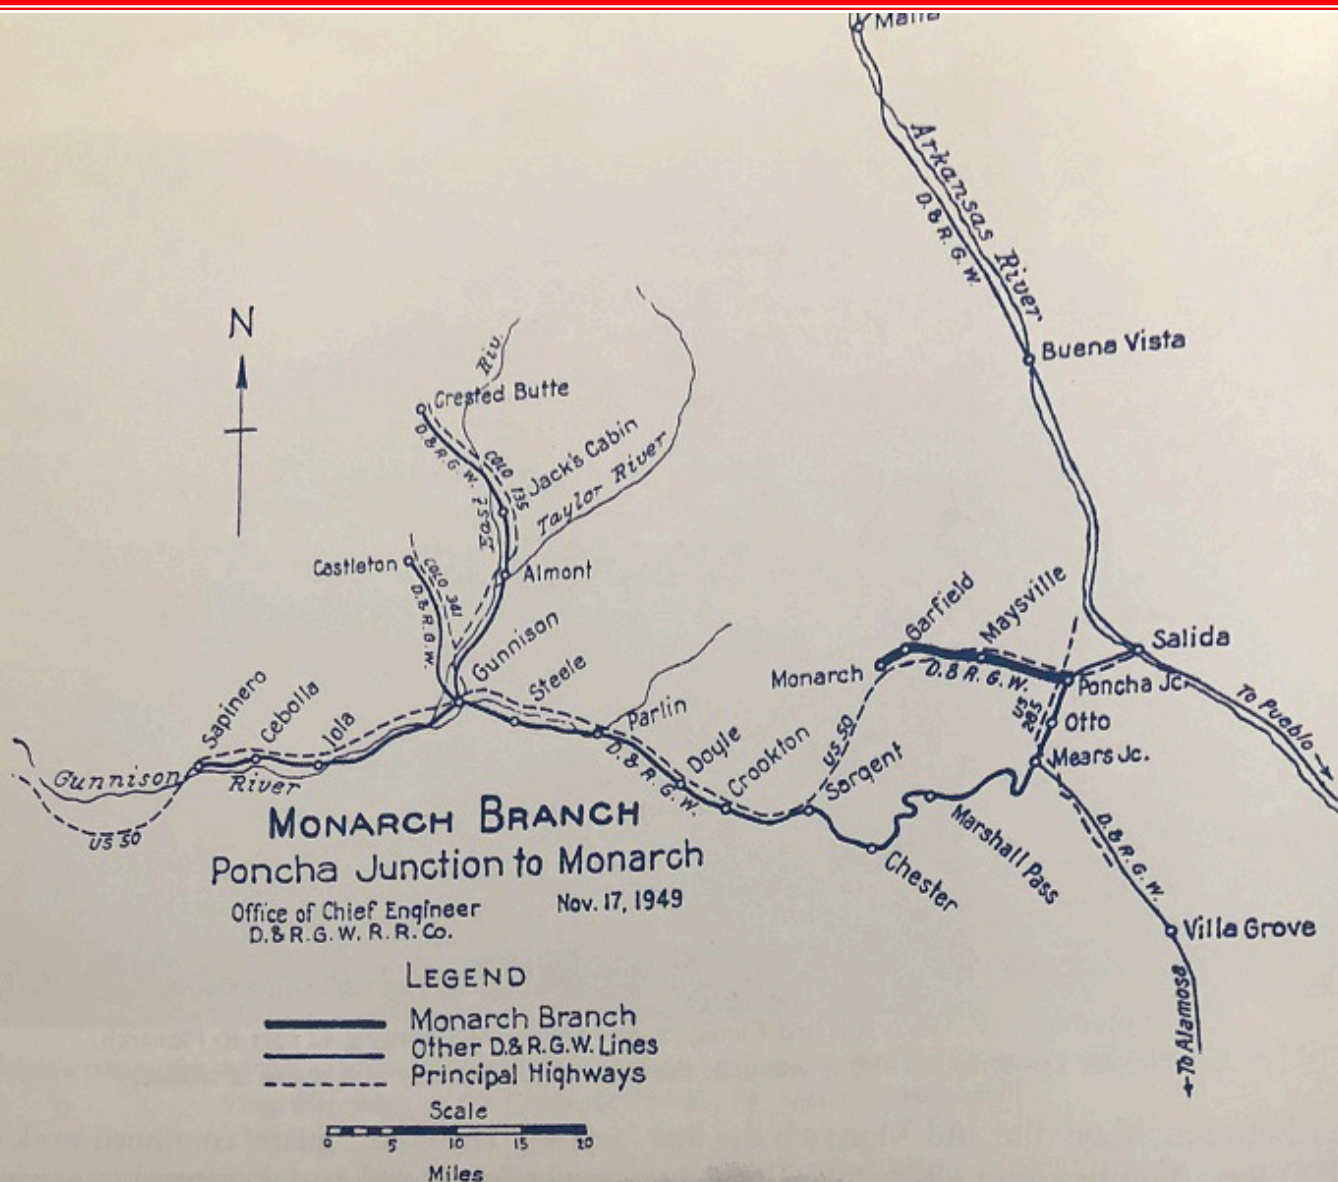 Malta
Arkansas River
D. & R. G. W.
Buena Vista
N
Riv.
Crested Butte
D. & R. G. W.
COLO 135
Jack's Cabin
Taylor River
Castleton
COLO 341
D. & R. G. W.
Almont
Gunnison
Steele
Garfield
Maysville
Salida
Monarch
D. & R. G. W.
Poncha Jc.
To Pueblo
Sapinero
Cebolla
Iola
Parlin
US 50
US 285
Otto
Doyle
Crookton
Sargent
Mears Jc.
Gunnison River
D. & R. G. W.
US 50
Marshall Pass
D. & R. G. W.
Chester
Villa Grove
To Alamosa
MONARCH BRANCH
Poncha Junction to Monarch
Office of Chief Engineer
D. & R. G. W. R. R. Co.
Nov. 17, 1949
LEGEND
Monarch Branch
Other D. & R. G. W. Lines
Principal Highways
Scale
0 5 10 15 20
Miles